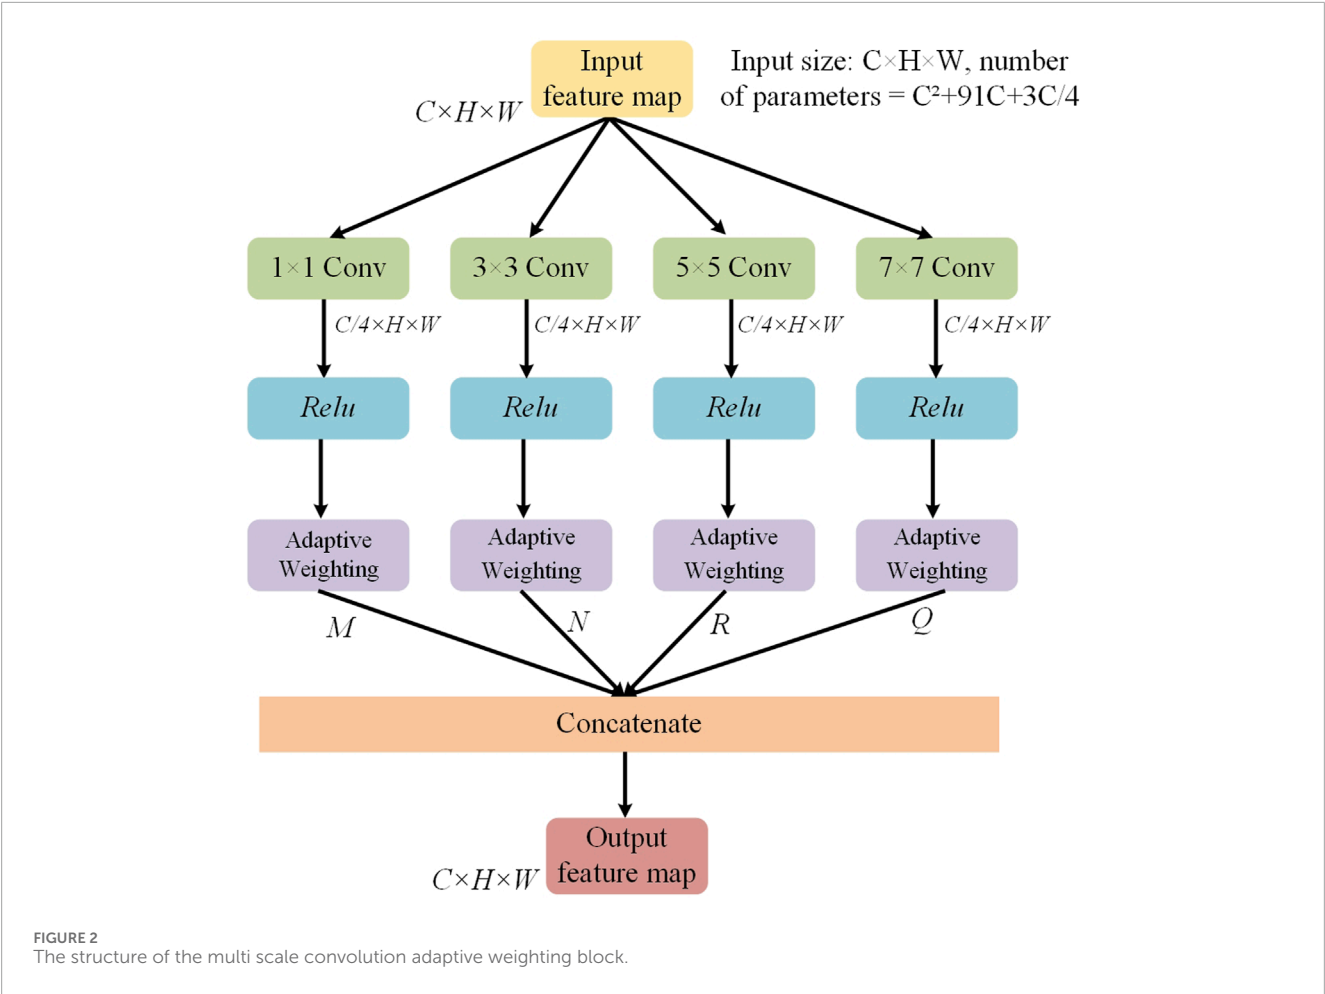 Input
feature map
Input size: C×H×W, number
of parameters = C²+91C+3C/4
C×H×W
1×1 Conv
3×3 Conv
5×5 Conv
7×7 Conv
C/4×H×W
C/4×H×W
C/4×H×W
C/4×H×W
Relu
Relu
Relu
Relu
Adaptive
Weighting
Adaptive
Weighting
Adaptive
Weighting
Adaptive
Weighting
M
N
R
Q
Concatenate
Output
feature map
C×H×W
FIGURE 2
The structure of the multi scale convolution adaptive weighting block.